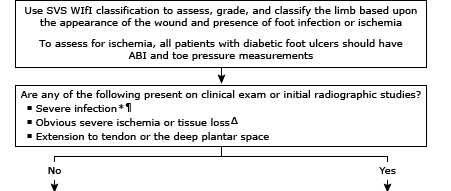 Use SVS WIfI classification to assess, grade, and classify the limb based upon
the appearance of the wound and presence of foot infection or ischemia
To assess for ischemia, all patients with diabetic foot ulcers should have
ABI and toe pressure measurements
Are any of the following present on clinical exam or initial radiographic studies?
▪ Severe infection*¶
▪ Obvious severe ischemia or tissue lossΔ
▪ Extension to tendon or the deep plantar space
No
Yes